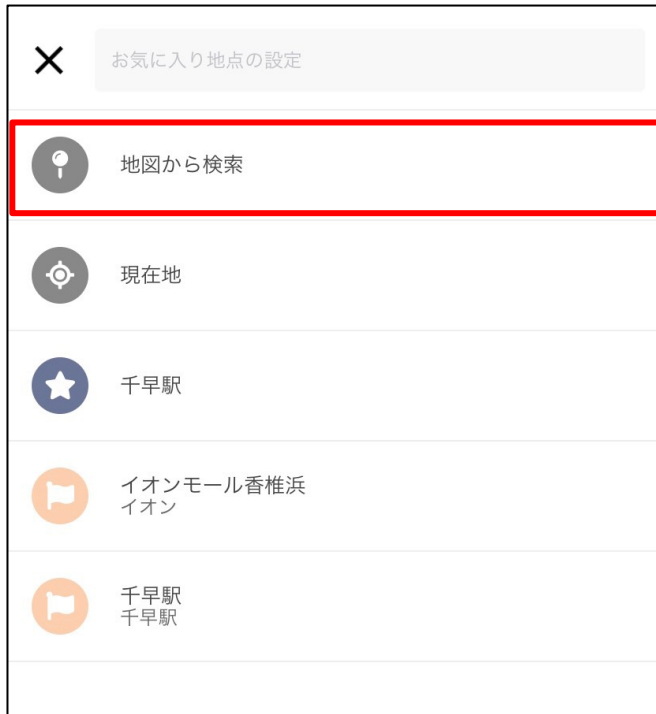 お気に入り地点の設定
地図から検索
現在地
千早駅
イオンモール香椎浜
イオン
千早駅
千早駅